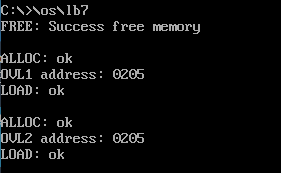 C:\>\os\lb7
FREE: Success free memory
ALLOC: ok
OVL1 address: 0205
LOAD: ok
ALLOC: ok
OVL2 address: 0205
LOAD: ok